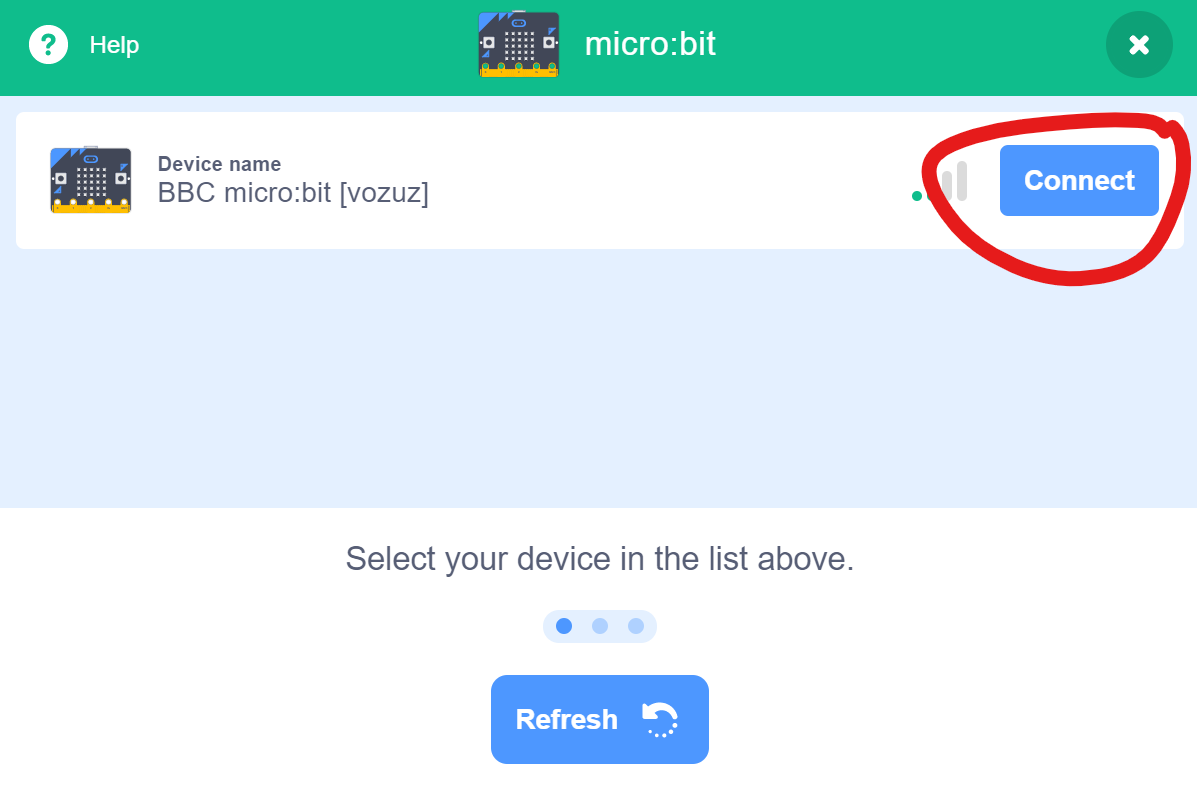 Help
micro:bit
Device name
BBC micro:bit [vozuz]
Connect
Select your device in the list above.
Refresh